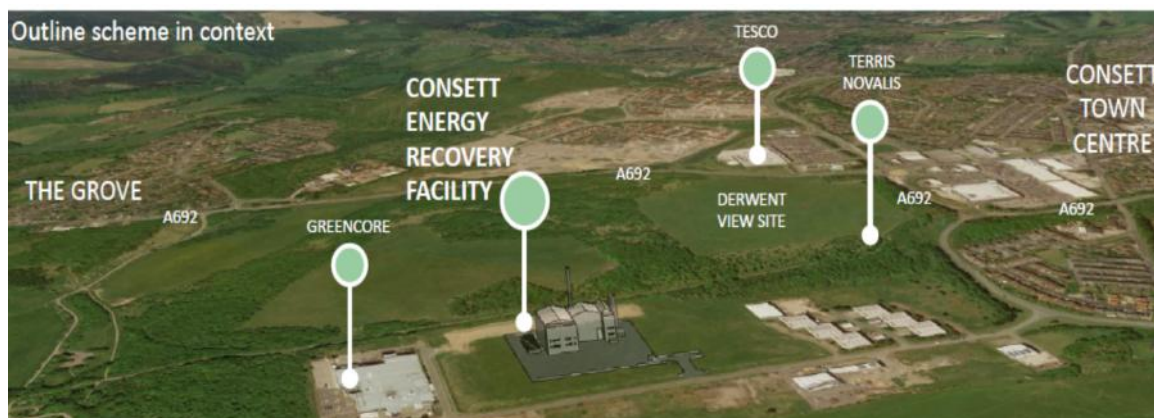 Outline scheme in context
TESCO
TERRIS
NOVALIS
CONSETT
TOWN
CENTRE
CONSETT
ENERGY
RECOVERY
FACILITY
THE GROVE
A692
A692
DERWENT
VIEW SITE
A692
A692
GREENCORE